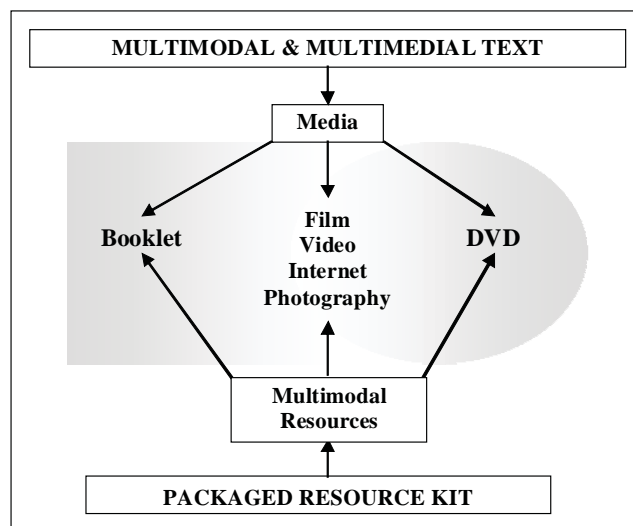 MULTIMODAL & MULTIMEDIAL TEXT
Media
Booklet
Film
Video
Internet
Photography
DVD
Multimodal
Resources
PACKAGED RESOURCE KIT